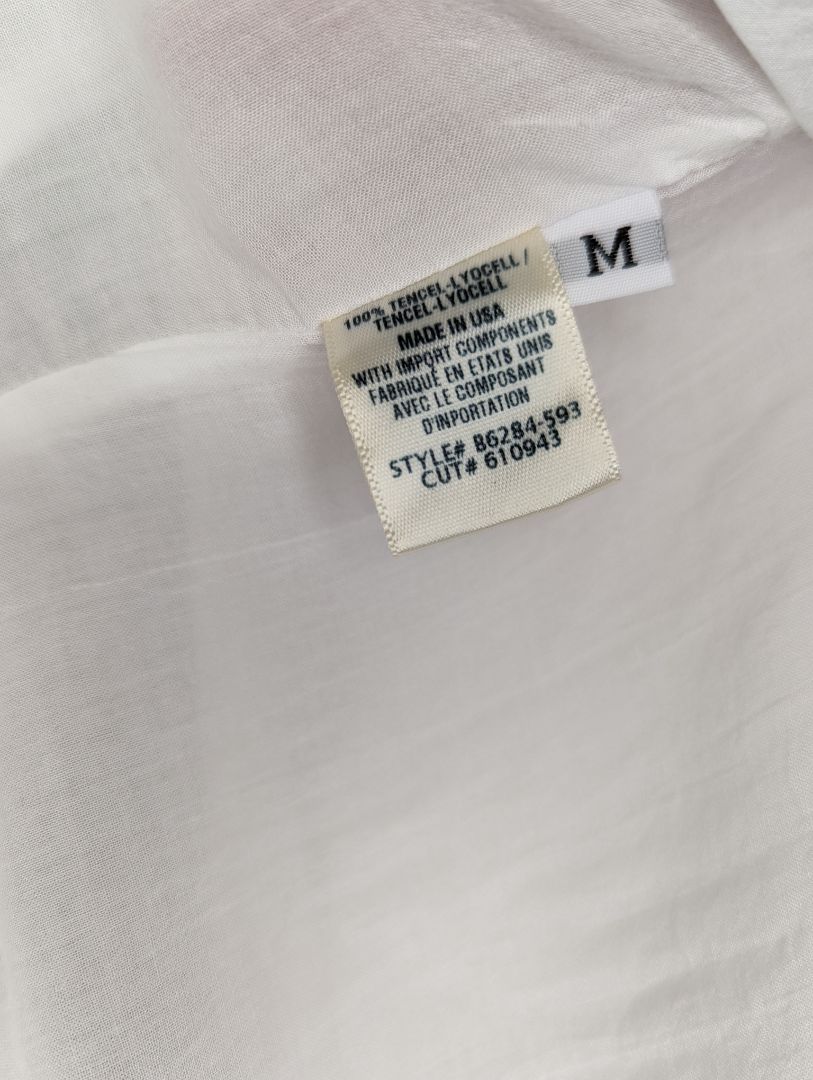 100% TENCEL-LYOCELL /
TENCEL-LYOCELL
MADE IN USA
WITH IMPORT COMPONENTS
FABRIQUÉ EN ETATS UNIS
AVEC LE COMPOSANT
D'INPORTATION
STYLE# B6284-593
CUT# 610943
M